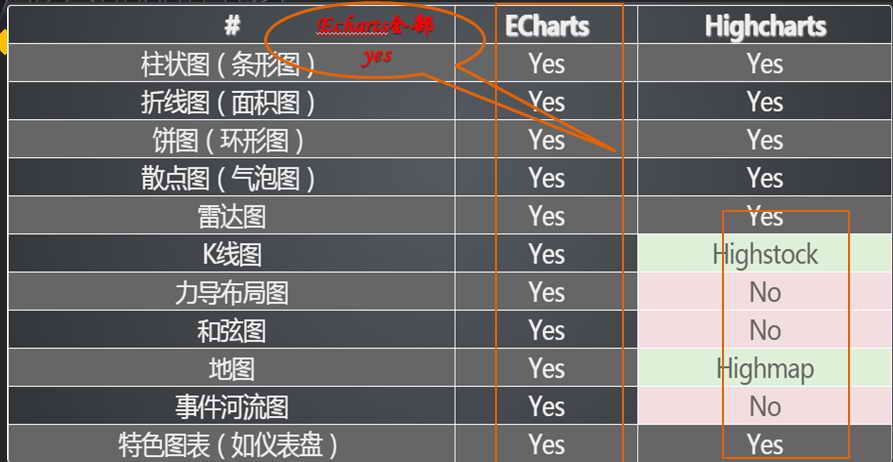 # ECharts Highcharts
Echarts全部
yes
柱状图（条形图） Yes Yes
折线图（面积图） Yes Yes
饼图（环形图） Yes Yes
散点图（气泡图） Yes Yes
雷达图 Yes Yes
K线图 Yes Highstock
力导布局图 Yes No
和弦图 Yes No
地图 Yes Highmap
事件河流图 Yes No
特色图表（如仪表盘） Yes Yes